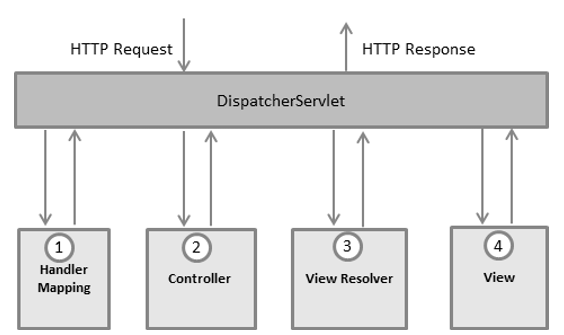 HTTP Request
HTTP Response
DispatcherServlet
1
Handler
Mapping
2
Controller
3
View Resolver
4
View